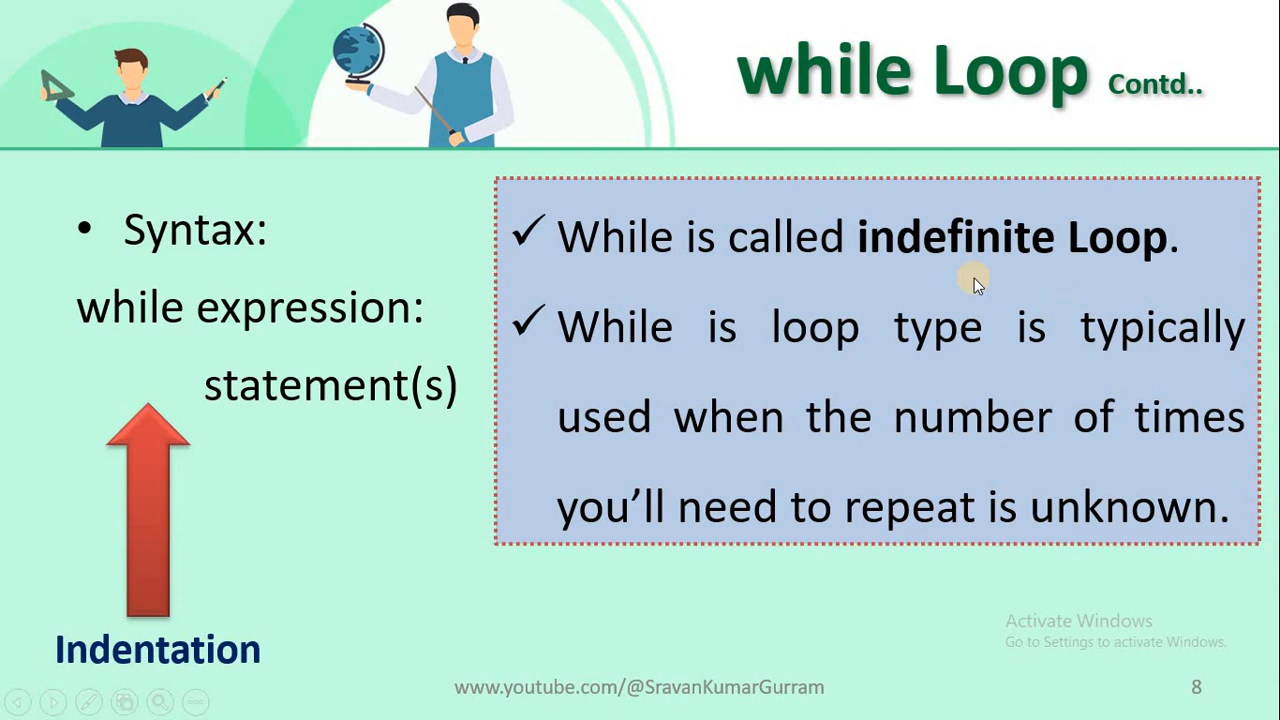 while Loop Contd..
• Syntax:
while expression:
statement(s)
Indentation
✓ While is called indefinite Loop.
✓ While is loop type is typically
used when the number of times
you’ll need to repeat is unknown.
Activate Windows
Go to Settings to activate Windows.
www.youtube.com/@SravanKumarGurram
8